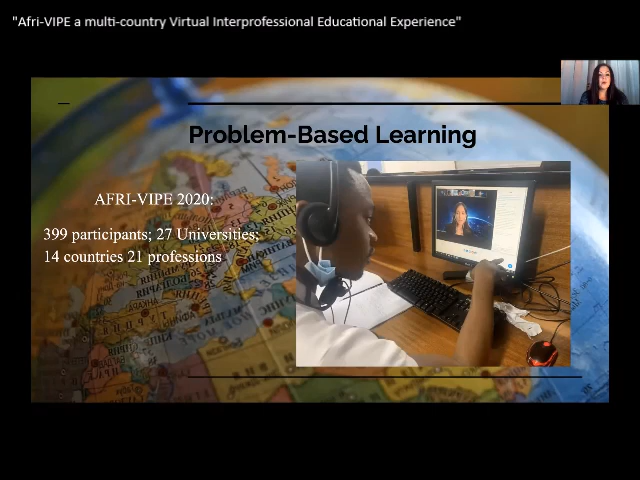 "Afri-VIPE a multi-country Virtual Interprofessional Educational Experience"
Problem-Based Learning
AFRI-VIPE 2020:
399 participants; 27 Universities;
14 countries 21 professions